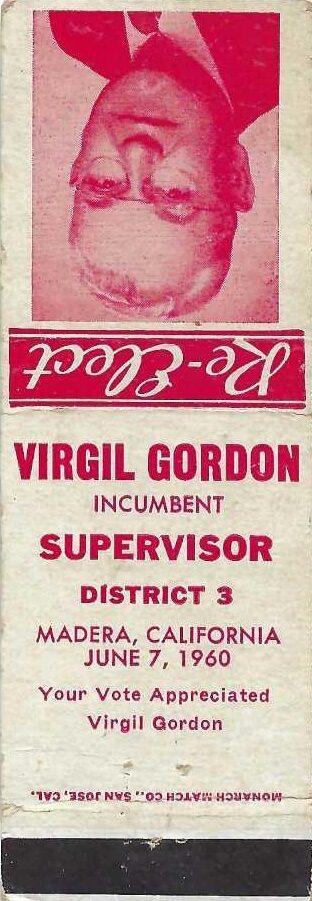 Re-Elect
VIRGIL GORDON
INCUMBENT
SUPERVISOR
DISTRICT 3
MADERA, CALIFORNIA
JUNE 7, 1960
Your Vote Appreciated
Virgil Gordon
MONARCH MATCH CO., SAN JOSE, CAL.